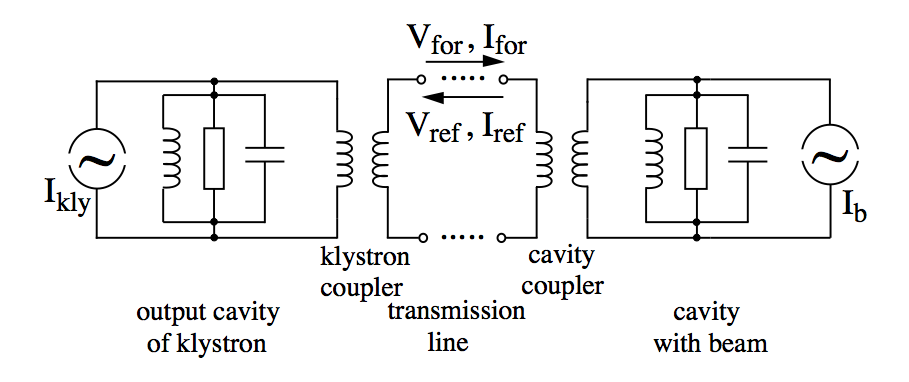 V_for, I_for
V_ref, I_ref
I_kly
I_b
klystron
coupler
cavity
coupler
output cavity
of klystron
transmission
line
cavity
with beam